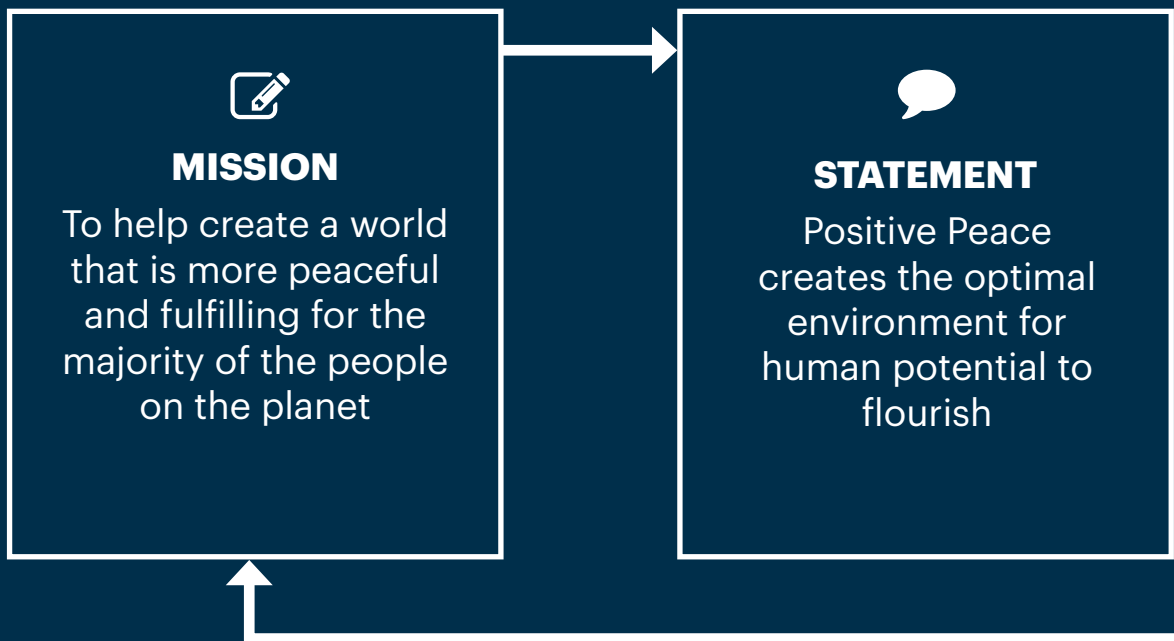 MISSION
To help create a world
that is more peaceful
and fulfilling for the
majority of the people
on the planet
STATEMENT
Positive Peace
creates the optimal
environment for
human potential to
flourish